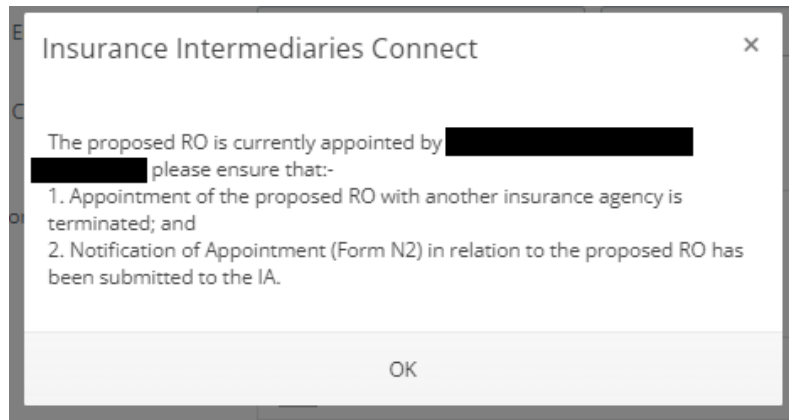 Insurance Intermediaries Connect
×
The proposed RO is currently appointed by
please ensure that:-
1. Appointment of the proposed RO with another insurance agency is
terminated; and
2. Notification of Appointment (Form N2) in relation to the proposed RO has
been submitted to the IA.
OK